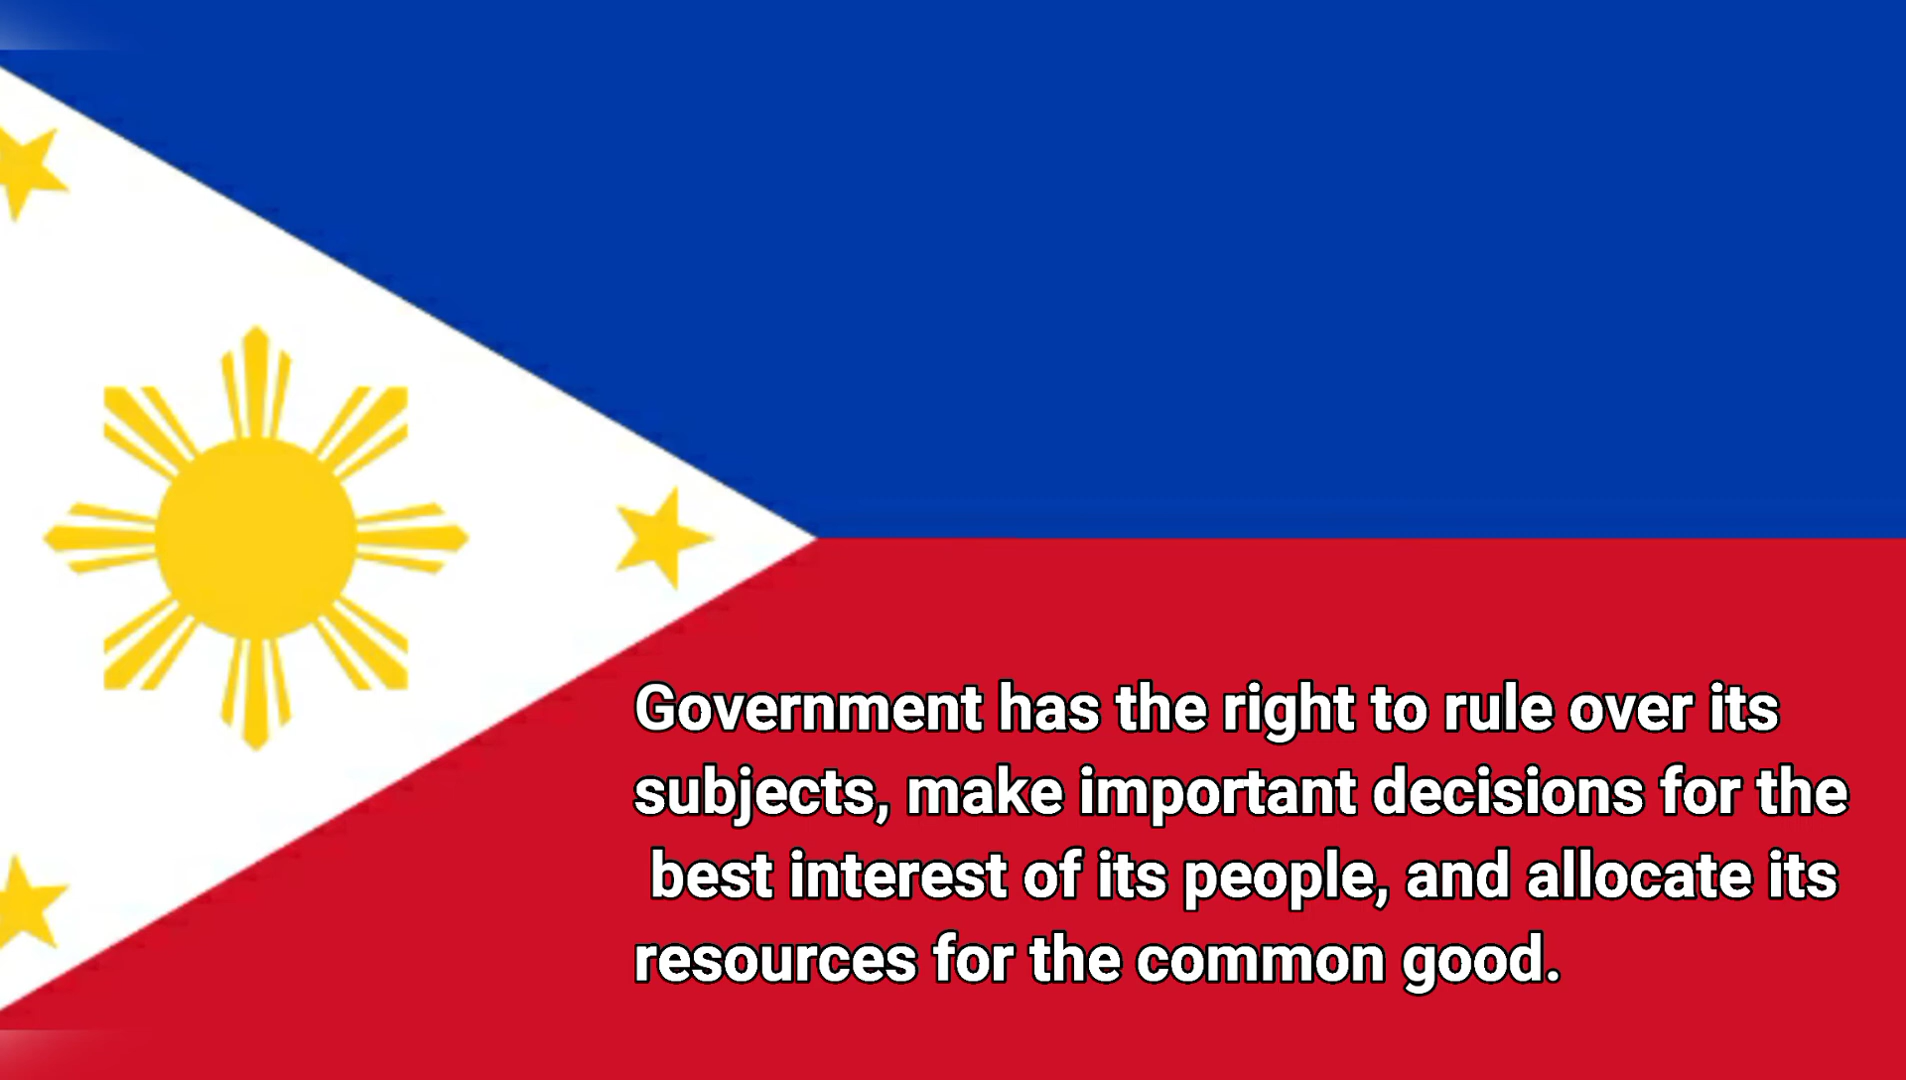 Government has the right to rule over its
subjects, make important decisions for the
best interest of its people, and allocate its
resources for the common good.